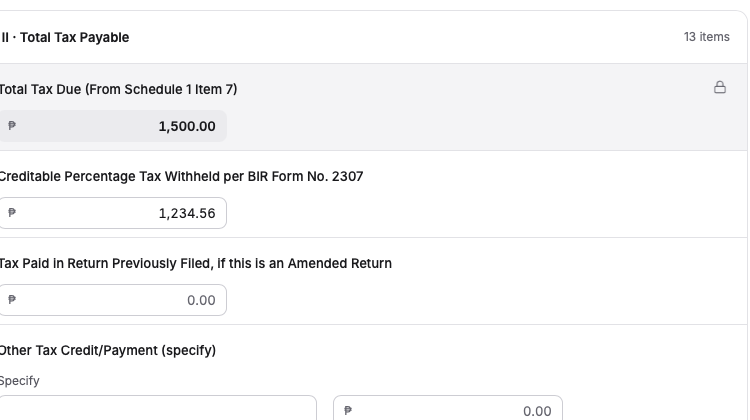 II · Total Tax Payable
13 items
Total Tax Due (From Schedule 1 Item 7)
₱ 1,500.00
Creditable Percentage Tax Withheld per BIR Form No. 2307
₱ 1,234.56
Tax Paid in Return Previously Filed, if this is an Amended Return
₱ 0.00
Other Tax Credit/Payment (specify)
Specify
₱ 0.00